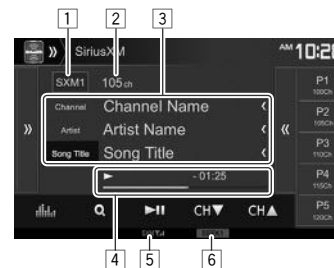 1 2 3
SiriusXM AM 10:2
SXM1 105ch
Channel Channel Name
Artist Artist Name
Song Title Song Title
- 01:25
P1
100Ch
P2
105Ch
P3
110Ch
P4
115Ch
P5
120Ch
CH▼ CH▲
4 5 6